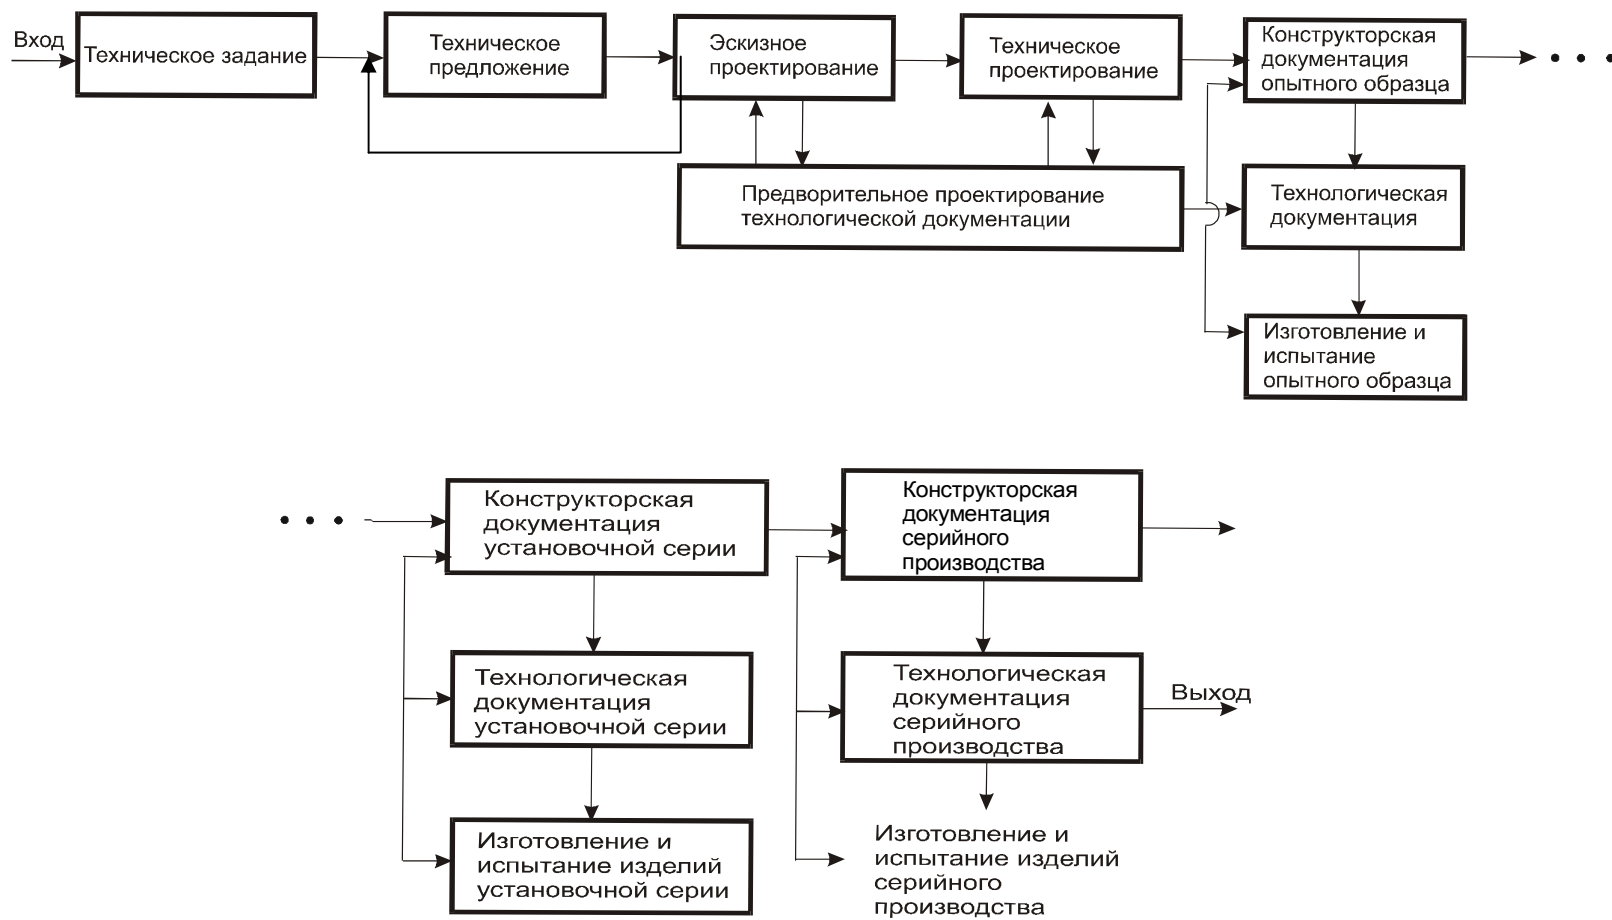 Вход
Техническое задание
Техническое
предложение
Эскизное
проектирование
Техническое
проектирование
Конструкторская
документация
опытного образца
Предворительное проектирование
технологической документации
Технологическая
документация
Изготовление и
испытание
опытного образца
Конструкторская
документация
установочной серии
Конструкторская
документация
серийного
производства
Технологическая
документация
установочной серии
Технологическая
документация
серийного
производства
Выход
Изготовление и
испытание изделий
установочной серии
Изготовление и
испытание изделий
серийного
производства